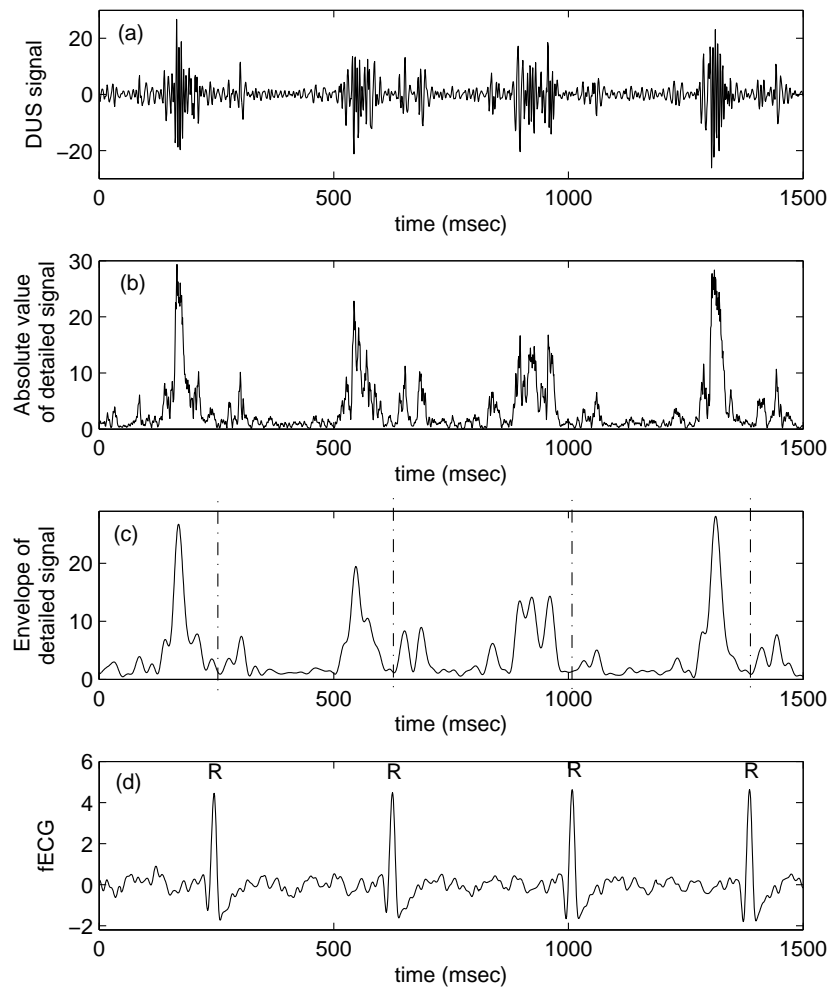 (a)
DUS signal
20
0
−20
0 500 1000 1500
time (msec)
(b)
Absolute value
of detailed signal
30
20
10
0
0 500 1000 1500
time (msec)
(c)
Envelope of
detailed signal
20
10
0
0 500 1000 1500
time (msec)
(d)
R R R R
fECG
6
4
2
0
−2
0 500 1000 1500
time (msec)